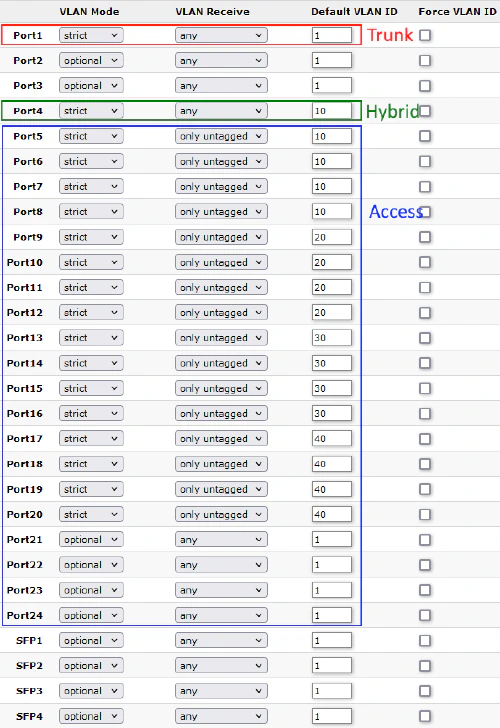 VLAN Mode VLAN Receive Default VLAN ID Force VLAN ID
Port1 strict any 1 Trunk
Port2 optional any 1
Port3 optional any 1
Port4 strict any 10 Hybrid
Port5 strict only untagged 10
Port6 strict only untagged 10
Port7 strict only untagged 10
Port8 strict only untagged 10 Access
Port9 strict only untagged 20
Port10 strict only untagged 20
Port11 strict only untagged 20
Port12 strict only untagged 20
Port13 strict only untagged 30
Port14 strict only untagged 30
Port15 strict only untagged 30
Port16 strict only untagged 30
Port17 strict only untagged 40
Port18 strict only untagged 40
Port19 strict only untagged 40
Port20 strict only untagged 40
Port21 optional any 1
Port22 optional any 1
Port23 optional any 1
Port24 optional any 1
SFP1 optional any 1
SFP2 optional any 1
SFP3 optional any 1
SFP4 optional any 1